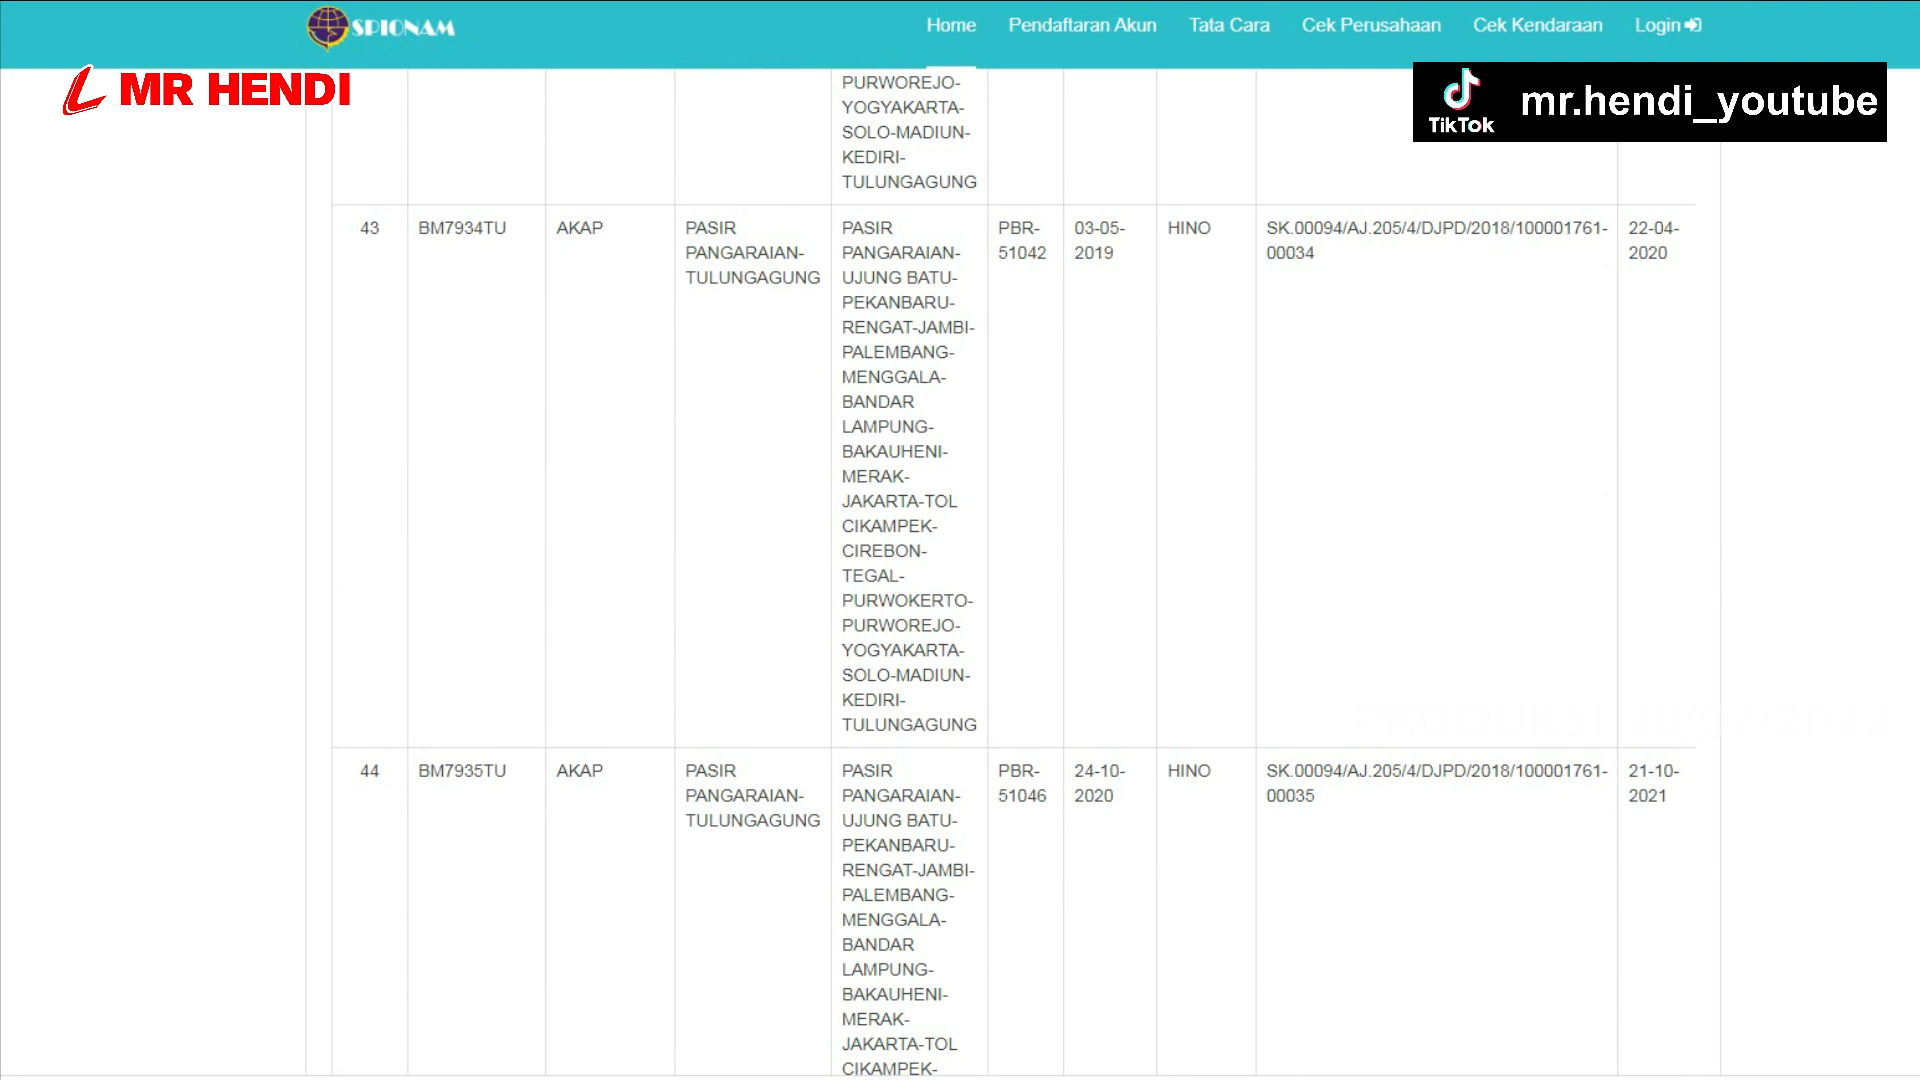 SPIONAM
Home Pendaftaran Akun Tata Cara Cek Perusahaan Cek Kendaraan Login
MR HENDI
TikTok
mr.hendi_youtube
PURWOREJO-
YOGYAKARTA-
SOLO-MADIUN-
KEDIRI-
TULUNGAGUNG
43 BM7934TU AKAP PASIR PASIR PBR- 03-05- HINO SK.00094/AJ.205/4/DJPD/2018/100001761- 22-04-
PANGARAIAN- PANGARAIAN- 51042 2019 00034 2020
TULUNGAGUNG UJUNG BATU-
PEKANBARU-
RENGAT-JAMBI-
PALEMBANG-
MENGGALA-
BANDAR
LAMPUNG-
BAKAUHENI-
MERAK-
JAKARTA-TOL
CIKAMPEK-
CIREBON-
TEGAL-
PURWOKERTO-
PURWOREJO-
YOGYAKARTA-
SOLO-MADIUN-
KEDIRI-
TULUNGAGUNG
44 BM7935TU AKAP PASIR PASIR PBR- 24-10- HINO SK.00094/AJ.205/4/DJPD/2018/100001761- 21-10-
PANGARAIAN- PANGARAIAN- 51046 2020 00035 2021
TULUNGAGUNG UJUNG BATU-
PEKANBARU-
RENGAT-JAMBI-
PALEMBANG-
MENGGALA-
BANDAR
LAMPUNG-
BAKAUHENI-
MERAK-
JAKARTA-TOL
CIKAMPEK-